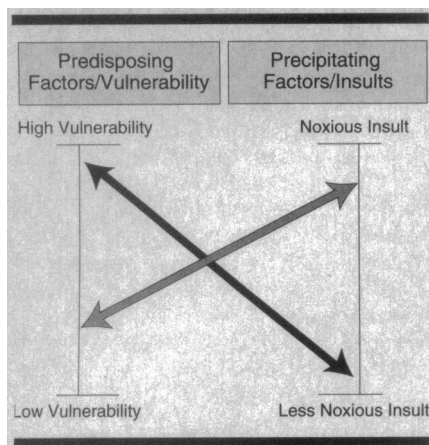 Predisposing
Factors/Vulnerability
Precipitating
Factors/Insults
High Vulnerability
Noxious Insult
Low Vulnerability
Less Noxious Insult